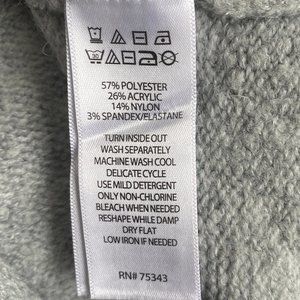 57% POLYESTER
26% ACRYLIC
14% NYLON
3% SPANDEX/ELASTANE
TURN INSIDE OUT
WASH SEPARATELY
MACHINE WASH COOL
DELICATE CYCLE
USE MILD DETERGENT
ONLY NON-CHLORINE
BLEACH WHEN NEEDED
RESHAPE WHILE DAMP
DRY FLAT
LOW IRON IF NEEDED
RN# 75343